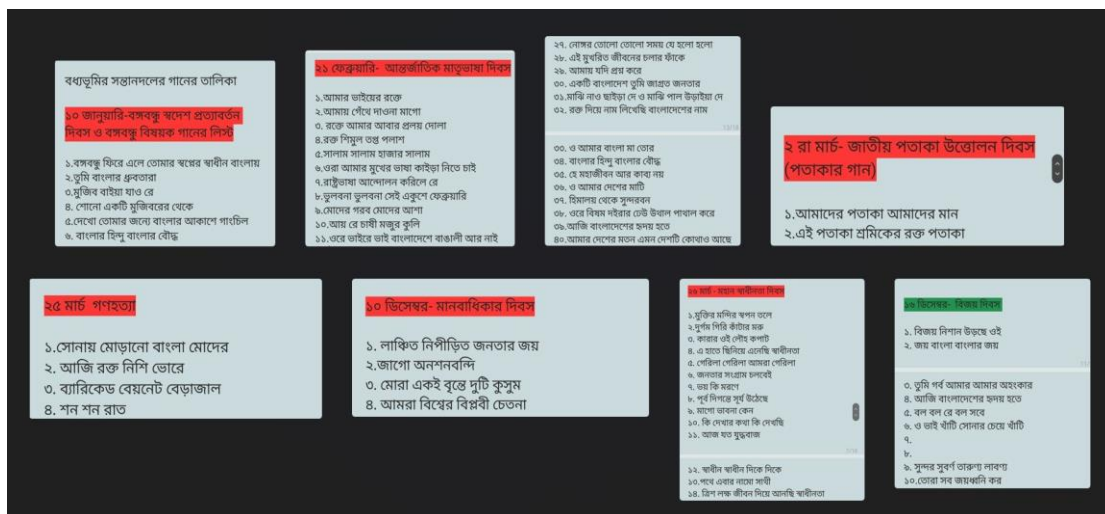 বধ্যভূমির সন্তানদলের গানের তালিকা
১০ জানুয়ারি-বঙ্গবন্ধু স্বদেশ প্রত্যাবর্তন
দিবস ও বঙ্গবন্ধু বিষয়ক গানের লিস্ট
১.বঙ্গবন্ধু ফিরে এলে তোমার স্বপ্নের স্বাধীন বাংলায়
২.তুমি বাংলার ধ্রুবতারা
৩.মুজিব বাইয়া যাও রে
৪. শোনো একটি মুজিবরের থেকে
৫.দেখো তোমার জন্যে বাংলার আকাশে গাংচিল
৬. বাংলার হিন্দু বাংলার বৌদ্ধ
২১ ফেব্রুয়ারি- আন্তর্জাতিক মাতৃভাষা দিবস
১.আমার ভাইয়ের রক্তে
২.আমায় গেঁথে দাওনা মাগো
৩. রক্তে আমার আবার প্রলয় দোলা
৪.রক্ত শিমুল তপ্ত পলাশ
৫.সালাম সালাম হাজার সালাম
৬.ওরা আমার মুখের ভাষা কাইড়া নিতে চাই
৭.রাষ্ট্রভাষা আন্দোলন করিলে রে
৮.ভুলবনা ভুলবনা সেই একুশে ফেব্রুয়ারি
৯.মোদের গরব মোদের আশা
১০.আয় রে চাষী মজুর কুলি
১১.ওরে ভাইরে ভাই বাংলাদেশে বাঙালী আর নাই
২৭. নোঙ্গর তোলো তোলো সময় যে হলো হলো
২৮. এই মুখরিত জীবনের চলার ফাঁকে
২৯. আমায় যদি প্রশ্ন করে
৩০. একটি বাংলাদেশ তুমি জাগ্রত জনতার
৩১.মাঝি নাও ছাইড়া দে ও মাঝি পাল উড়াইয়া দে
৩২. রক্ত দিয়ে নাম লিখেছি বাংলাদেশের নাম
৩৩. ও আমার বাংলা মা তোর
৩৪. বাংলার হিন্দু বাংলার বৌদ্ধ
৩৫. হে মহাজীবন আর কাব্য নয়
৩৬. ও আমার দেশের মাটি
৩৭. হিমালয় থেকে সুন্দরবন
৩৮. ওরে বিষম দইরার ঢেউ উথাল পাথাল করে
৩৯.আজি বাংলাদেশের হৃদয় হতে
৪০.আমার দেশের মতন এমন দেশটি কোথাও আছে
২ রা মার্চ- জাতীয় পতাকা উত্তোলন দিবস
(পতাকার গান)
১.আমাদের পতাকা আমাদের মান
২.এই পতাকা শ্রমিকের রক্ত পতাকা
২৫ মার্চ গণহত্যা
১.সোনায় মোড়ানো বাংলা মোদের
২. আজি রক্ত নিশি ভোরে
৩. ব্যারিকেড বেয়নেট বেড়াজাল
৪. শন শন রাত
১০ ডিসেম্বর- মানবাধিকার দিবস
১. লাঞ্চিত নিপীড়িত জনতার জয়
২.জাগো অনশনবন্দি
৩. মোরা একই বৃন্তে দুটি কুসুম
৪. আমরা বিশ্বের বিপ্লবী চেতনা
২৬ মার্চ - মহান স্বাধীনতা দিবস
১.মুক্তির মন্দির স্বপন তলে
২.দুর্গম গিরি কাঁটার মরু
৩. কারার ওই লৌহ কপাট
৪. এ হাতে ছিনিয়ে এনেছি স্বাধীনতা
৫. গেরিলা গেরিলা আমরা গেরিলা
৬. জনতার সংগ্রাম চলবেই
৭. ভয় কি মরণে
৮. পূর্ব দিগন্তে সূর্য উঠেছে
৯. মাগো ভাবনা কেন
১০. কি দেখার কথা কি দেখছি
১১. আজ যত যুদ্ধবাজ
১২. স্বাধীন স্বাধীন দিকে দিকে
১৩.পথে এবার নামো সাথী
১৪. ত্রিশ লক্ষ জীবন দিয়ে আনছি স্বাধীনতা
১৬ ডিসেম্বর- বিজয় দিবস
১. বিজয় নিশান উড়ছে ওই
২. জয় বাংলা বাংলার জয়
৩. তুমি গর্ব আমার আমার অহংকার
৪. আজি বাংলাদেশের হৃদয় হতে
৫. বল বল রে বল সবে
৬. ও ভাই খাঁটি সোনার চেয়ে খাঁটি
৭.
৮.
৯. সুন্দর সুবর্ণ তারুণ্য লাবণ্য
১০.তোরা সব জয়ধ্বনি কর